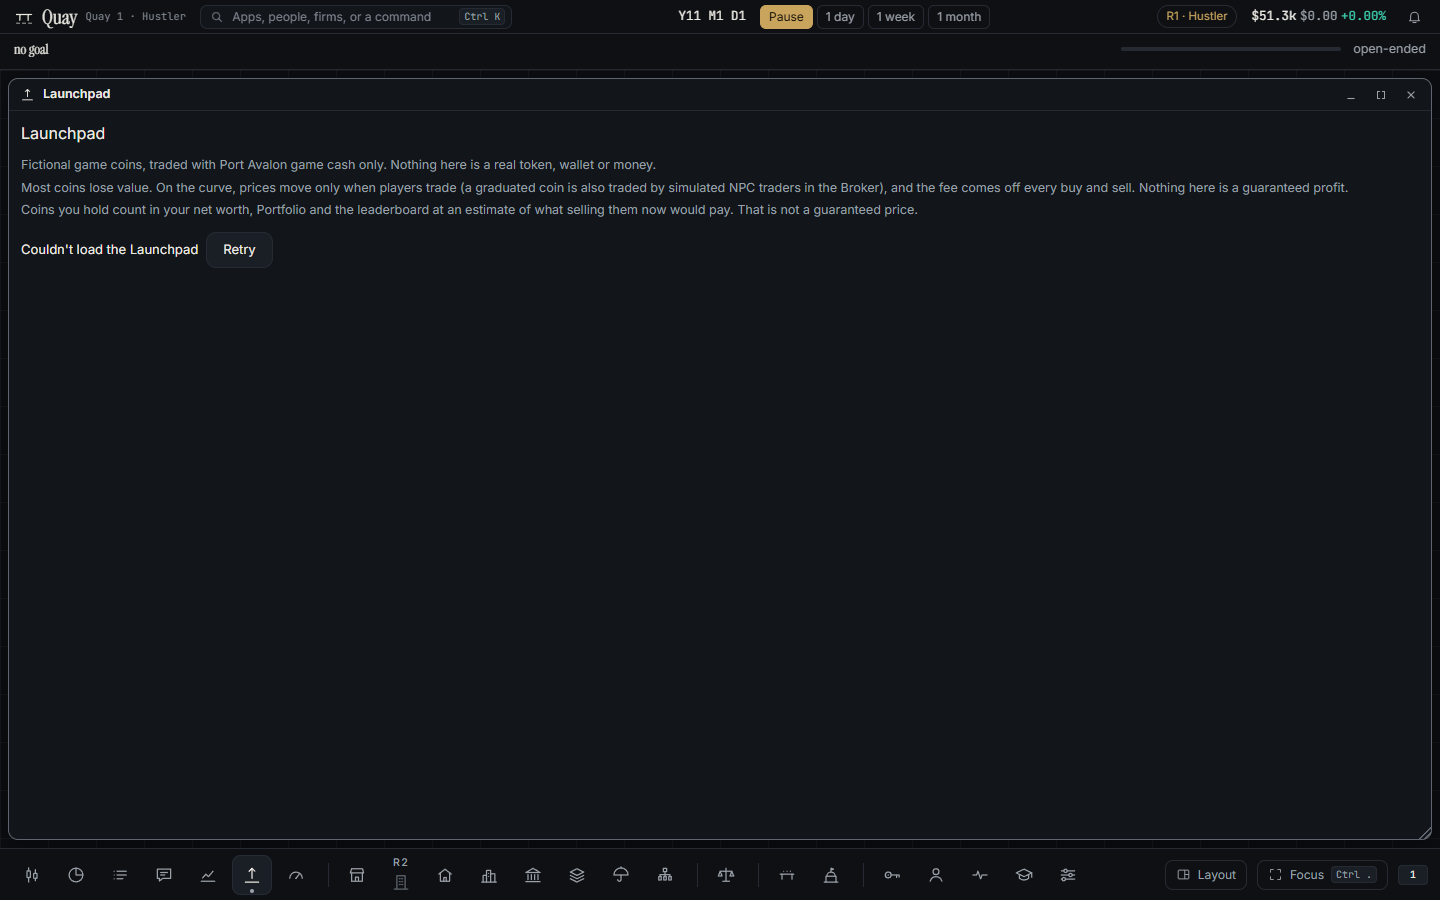 Quay Quay 1 · Hustler Apps, people, firms, or a command Ctrl K Y11 M1 D1 Pause 1 day 1 week 1 month R1 · Hustler $51.3k $0.00 +0.00%
no goal open-ended
Launchpad
Launchpad
Fictional game coins, traded with Port Avalon game cash only. Nothing here is a real token, wallet or money.
Most coins lose value. On the curve, prices move only when players trade (a graduated coin is also traded by simulated NPC traders in the Broker), and the fee comes off every buy and sell. Nothing here is a guaranteed profit.
Coins you hold count in your net worth, Portfolio and the leaderboard at an estimate of what selling them now would pay. That is not a guaranteed price.
Couldn't load the Launchpad Retry
R2
Layout Focus Ctrl . 1